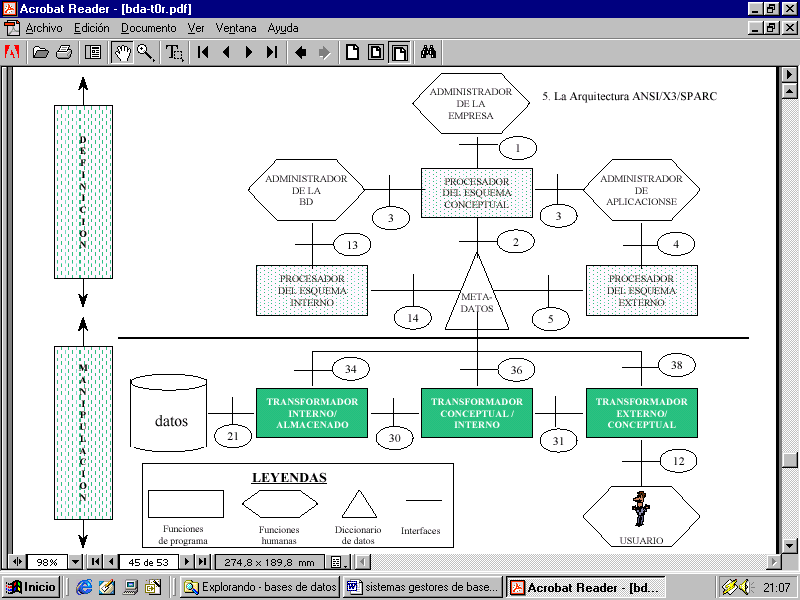 Acrobat Reader - [bda-t0r.pdf]
Archivo Edición Documento Ver Ventana Ayuda
5. La Arquitectura ANSI/X3/SPARC
ADMINISTRADOR
DE LA
EMPRESA
1
DEFINICION
ADMINISTRADOR
DE LA
BD
3
PROCESADOR
DEL ESQUEMA
CONCEPTUAL
3
ADMINISTRADOR
DE
APLICACIONSE
13
2
4
PROCESADOR
DEL ESQUEMA
INTERNO
14
META-
DATOS
5
PROCESADOR
DEL ESQUEMA
EXTERNO
MANIPULACION
34
36
38
datos
21
TRANSFORMADOR
INTERNO/
ALMACENADO
30
TRANSFORMADOR
CONCEPTUAL /
INTERNO
31
TRANSFORMADOR
EXTERNO/
CONCEPTUAL
12
USUARIO
LEYENDAS
Funciones
de programa
Funciones
humanas
Diccionario
de datos
Interfaces
98% 45 de 53 274,8 x 189,8 mm
Inicio Explorando - bases de datos sistemas gestores de base... Acrobat Reader - [bd... 21:07